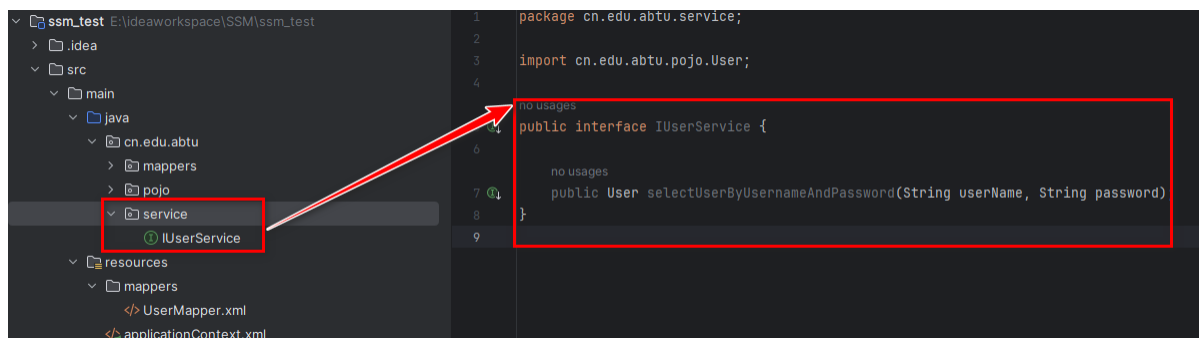 ssm_test E:\ideaworkspace\SSM\ssm_test
.idea
src
main
java
cn.edu.abtu
mappers
pojo
service
IUserService
resources
mappers
UserMapper.xml
applicationContext.xml
1 package cn.edu.abtu.service;
2
3 import cn.edu.abtu.pojo.User;
4
no usages
public interface IUserService {
6
no usages
7 public User selectUserByUsernameAndPassword(String userName, String password)
8 }
9